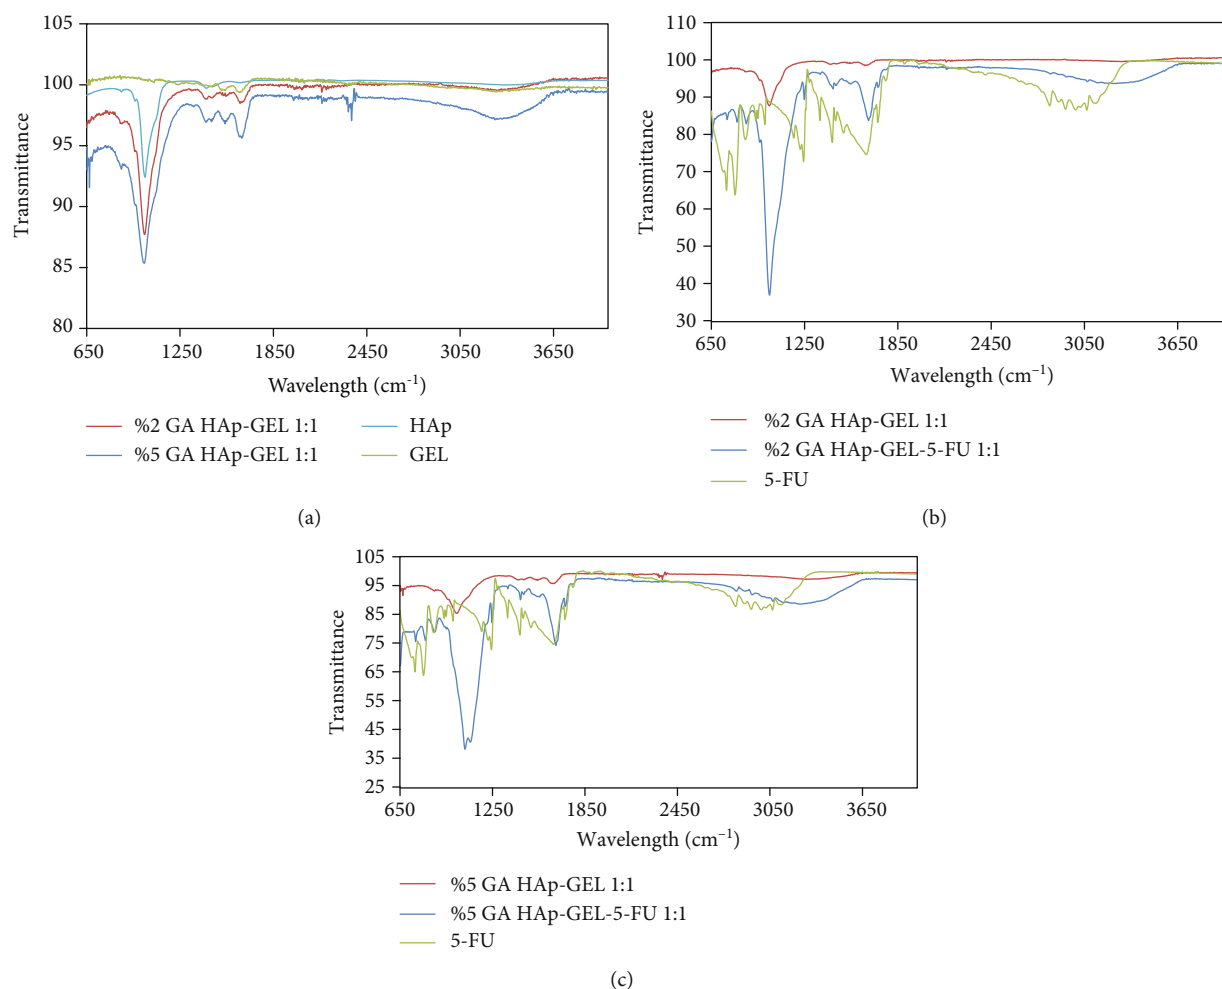 105
100
95
90
85
80
Transmittance
650 1250 1850 2450 3050 3650
Wavelength (cm-1)
%2 GA HAp-GEL 1:1
%5 GA HAp-GEL 1:1
HAp
GEL
(a)
110
100
90
80
70
60
50
40
30
Transmittance
650 1250 1850 2450 3050 3650
Wavelength (cm−1)
%2 GA HAp-GEL 1:1
%2 GA HAp-GEL-5-FU 1:1
5-FU
(b)
105
95
85
75
65
55
45
35
25
Transmittance
650 1250 1850 2450 3050 3650
Wavelength (cm−1)
%5 GA HAp-GEL 1:1
%5 GA HAp-GEL-5-FU 1:1
5-FU
(c)